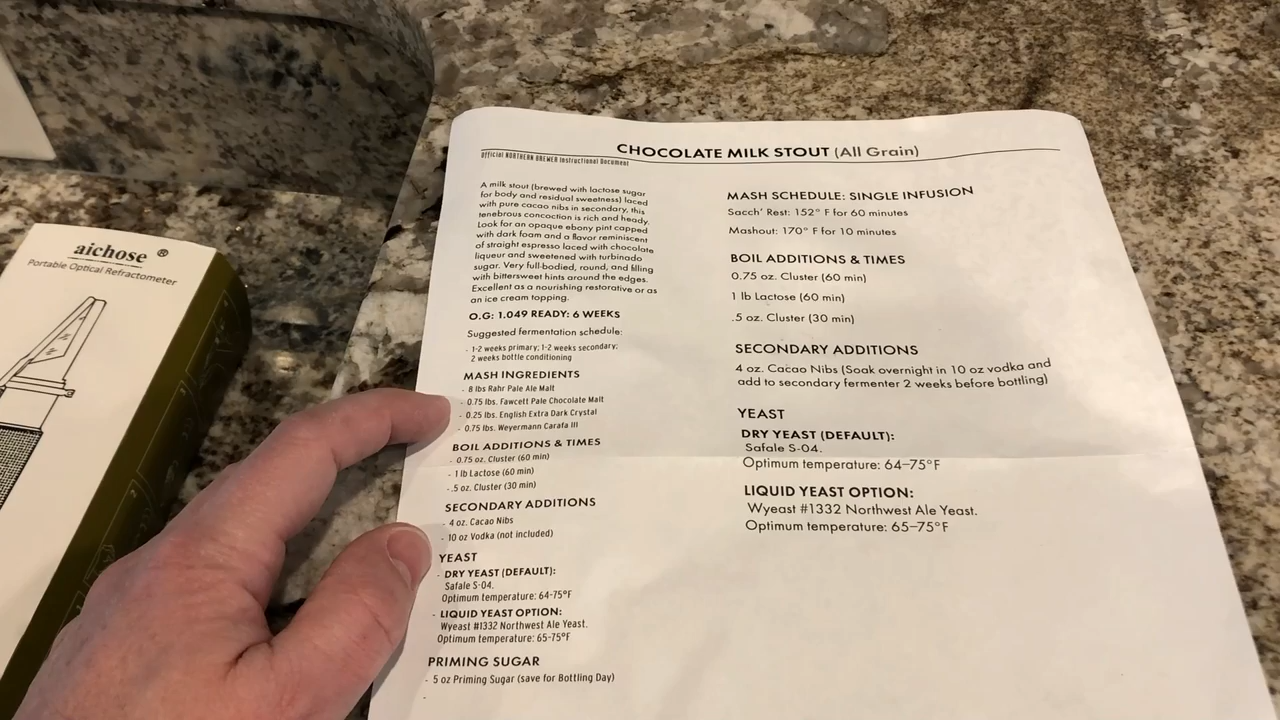 aichose ®
Portable Optical Refractometer
CHOCOLATE MILK STOUT (All Grain)
Official NORTHERN BREWER Instructional Document
A milk stout (brewed with lactose sugar
for body and residual sweetness) laced
with pure cacao nibs in secondary, this
tenebrous concoction is rich and heady.
Look for an opaque ebony pint capped
with dark foam and a flavor reminiscent
of straight espresso laced with chocolate
liqueur and sweetened with turbinado
sugar. Very full-bodied, round, and filling
with bittersweet hints around the edges.
Excellent as a nourishing restorative or as
an ice cream topping.
O.G: 1.049 READY: 6 WEEKS
Suggested fermentation schedule:
- 1-2 weeks primary; 1-2 weeks secondary;
2 weeks bottle conditioning
MASH INGREDIENTS
- 8 lbs Rahr Pale Ale Malt
- 0.75 lbs. Fawcett Pale Chocolate Malt
- 0.25 lbs. English Extra Dark Crystal
- 0.75 lbs. Weyermann Carafa III
BOIL ADDITIONS & TIMES
- 0.75 oz. Cluster (60 min)
- 1 lb Lactose (60 min)
- .5 oz. Cluster (30 min)
SECONDARY ADDITIONS
- 4 oz. Cacao Nibs
- 10 oz Vodka (not included)
YEAST
- DRY YEAST (DEFAULT):
Safale S-04.
Optimum temperature: 64-75°F
- LIQUID YEAST OPTION:
Wyeast #1332 Northwest Ale Yeast.
Optimum temperature: 65-75°F
PRIMING SUGAR
- 5 oz Priming Sugar (save for Bottling Day)
-
MASH SCHEDULE: SINGLE INFUSION
Sacch' Rest: 152° F for 60 minutes
Mashout: 170° F for 10 minutes
BOIL ADDITIONS & TIMES
0.75 oz. Cluster (60 min)
1 lb Lactose (60 min)
.5 oz. Cluster (30 min)
SECONDARY ADDITIONS
4 oz. Cacao Nibs (Soak overnight in 10 oz vodka and
add to secondary fermenter 2 weeks before bottling)
YEAST
DRY YEAST (DEFAULT):
Safale S-04.
Optimum temperature: 64–75°F
LIQUID YEAST OPTION:
Wyeast #1332 Northwest Ale Yeast.
Optimum temperature: 65–75°F